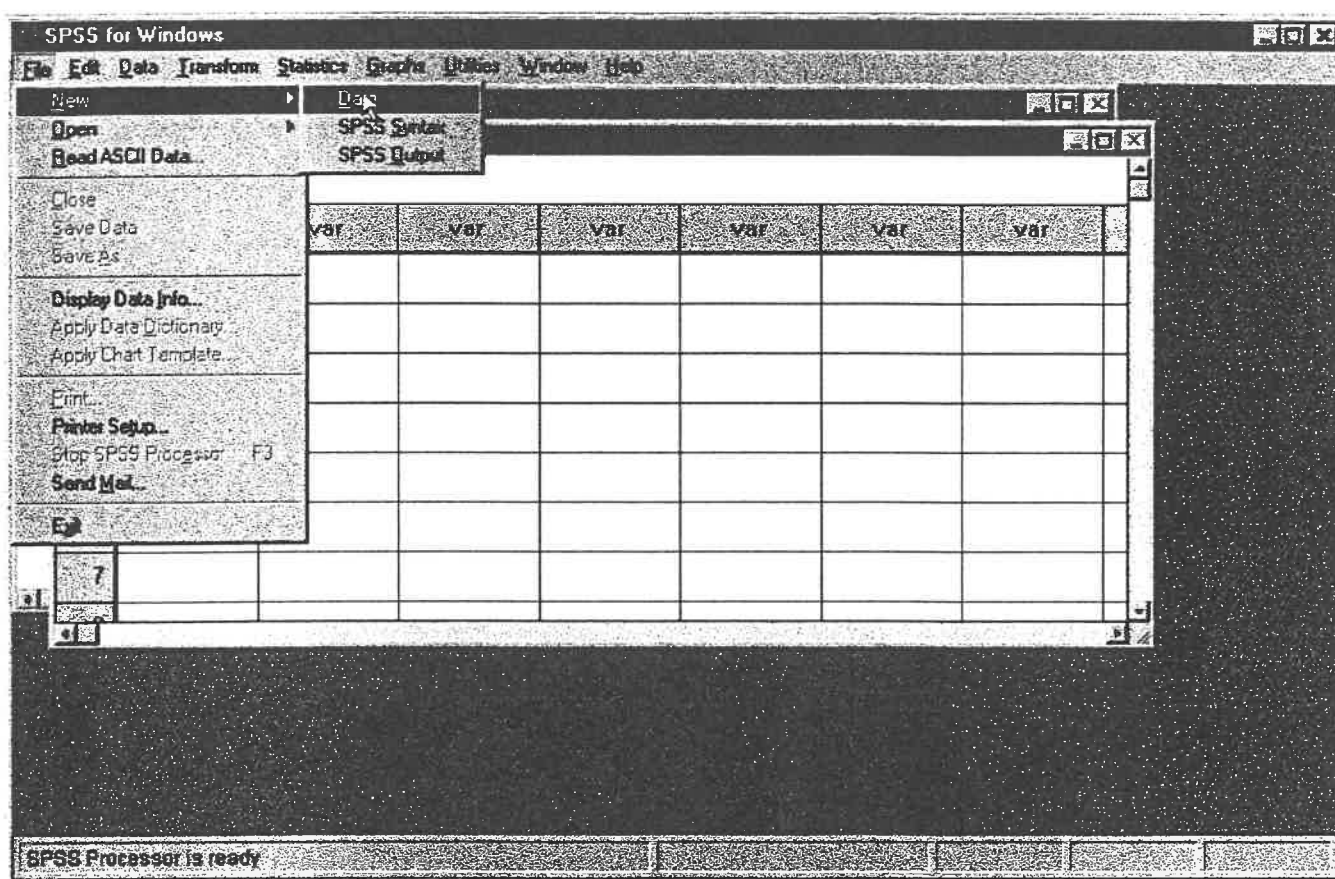 SPSS for Windows
File Edit Data Transform Statistics Graphs Utilities Window Help
New
Data
Open
SPSS Syntax
Read ASCII Data...
SPSS Output
Close
Save Data
Save As
var var var var var var
Display Data Info...
Apply Data Dictionary...
Apply Chart Template...
Print...
Printer Setup...
Stop SPSS Processor F3
Send Mail...
Exit
7
SPSS Processor is ready